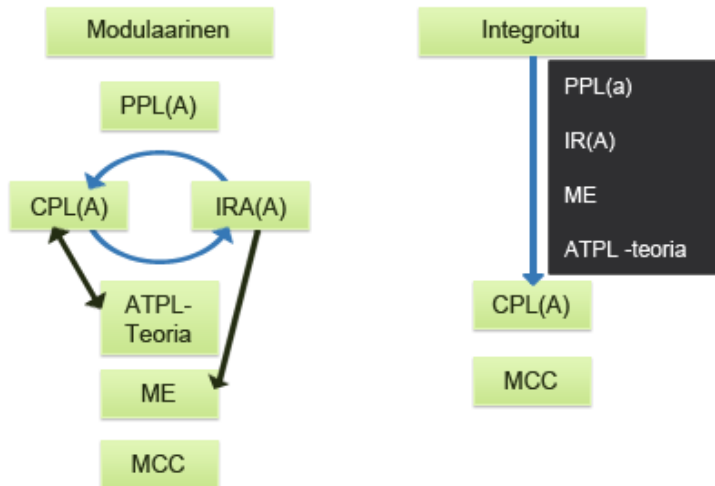 Modulaarinen
PPL(A)
CPL(A)
IRA(A)
ATPL-
Teoria
ME
MCC
Integroitu
PPL(a)
IR(A)
ME
ATPL -teoria
CPL(A)
MCC